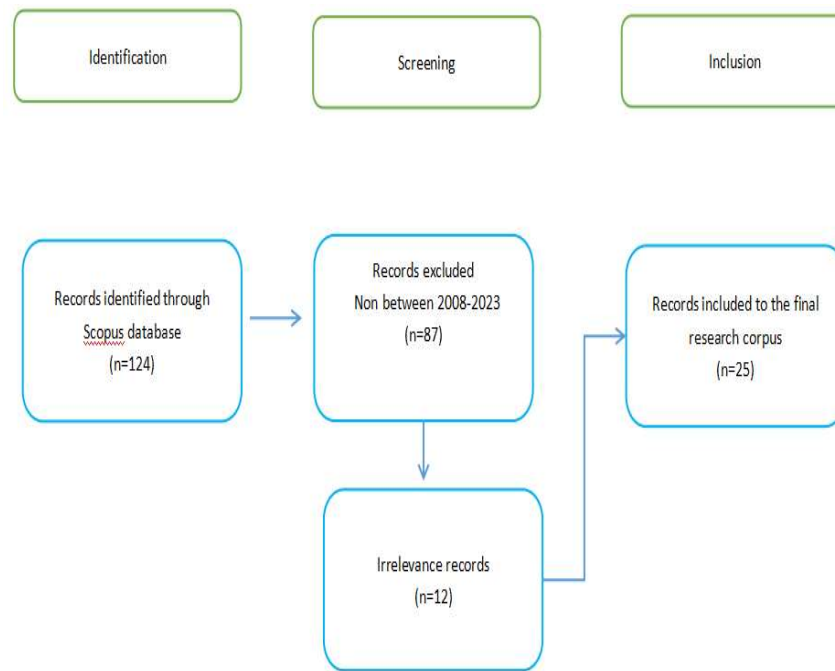 Identification
Screening
Inclusion
Records identified through
Scopus database
(n=124)
Records excluded
Non between 2008-2023
(n=87)
Records included to the final
research corpus
(n=25)
Irrelevance records
(n=12)